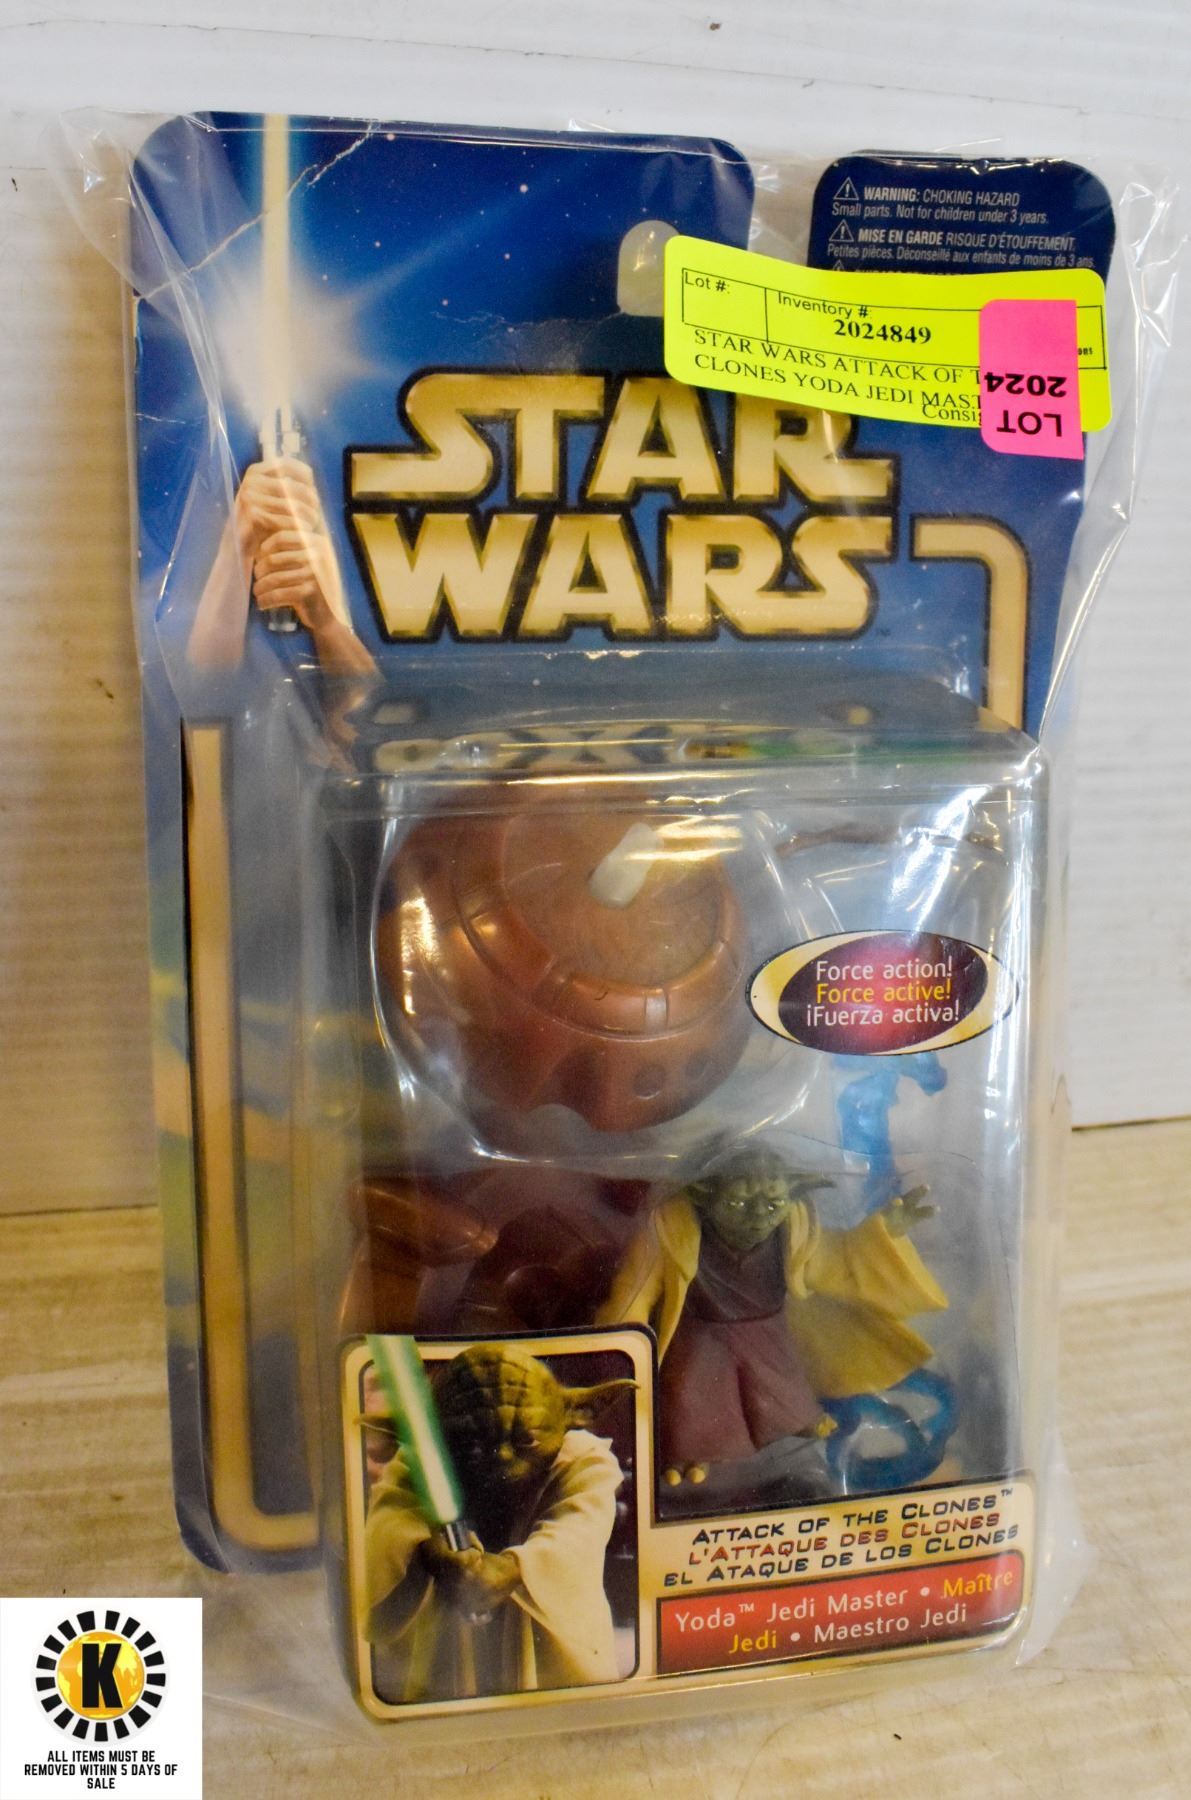 WARNING: CHOKING HAZARD
Small parts. Not for children under 3 years.
MISE EN GARDE RISQUE D'ÉTOUFFEMENT.
Petites pièces. Déconseillé aux enfants de moins de 3 ans.
Lot #:
Inventory #:
2024849
STAR WARS ATTACK OF
CLONES YODA JEDI
LOT
2024
STAR
WARS
Force action!
Force active!
¡Fuerza activa!
ATTACK OF THE CLONES™
L'ATTAQUE DES CLONES
EL ATAQUE DE LOS CLONES
Yoda™ Jedi Master • Maître
Jedi • Maestro Jedi
K
ALL ITEMS MUST BE
REMOVED WITHIN 5 DAYS OF
SALE